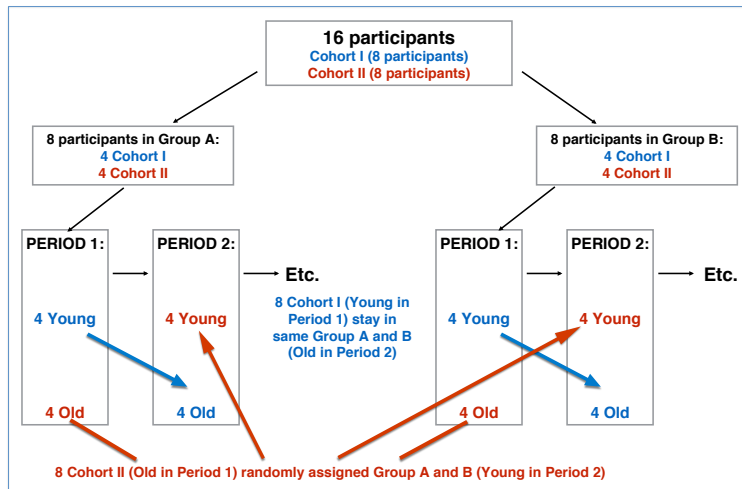 16 participants
Cohort I (8 participants)
Cohort II (8 participants)
8 participants in Group A:
4 Cohort I
4 Cohort II
8 participants in Group B:
4 Cohort I
4 Cohort II
PERIOD 1:
4 Young
4 Old
PERIOD 2:
4 Young
4 Old
Etc.
8 Cohort I (Young in
Period 1) stay in
same Group A and B
(Old in Period 2)
PERIOD 1:
4 Young
4 Old
PERIOD 2:
4 Young
4 Old
Etc.
8 Cohort II (Old in Period 1) randomly assigned Group A and B (Young in Period 2)